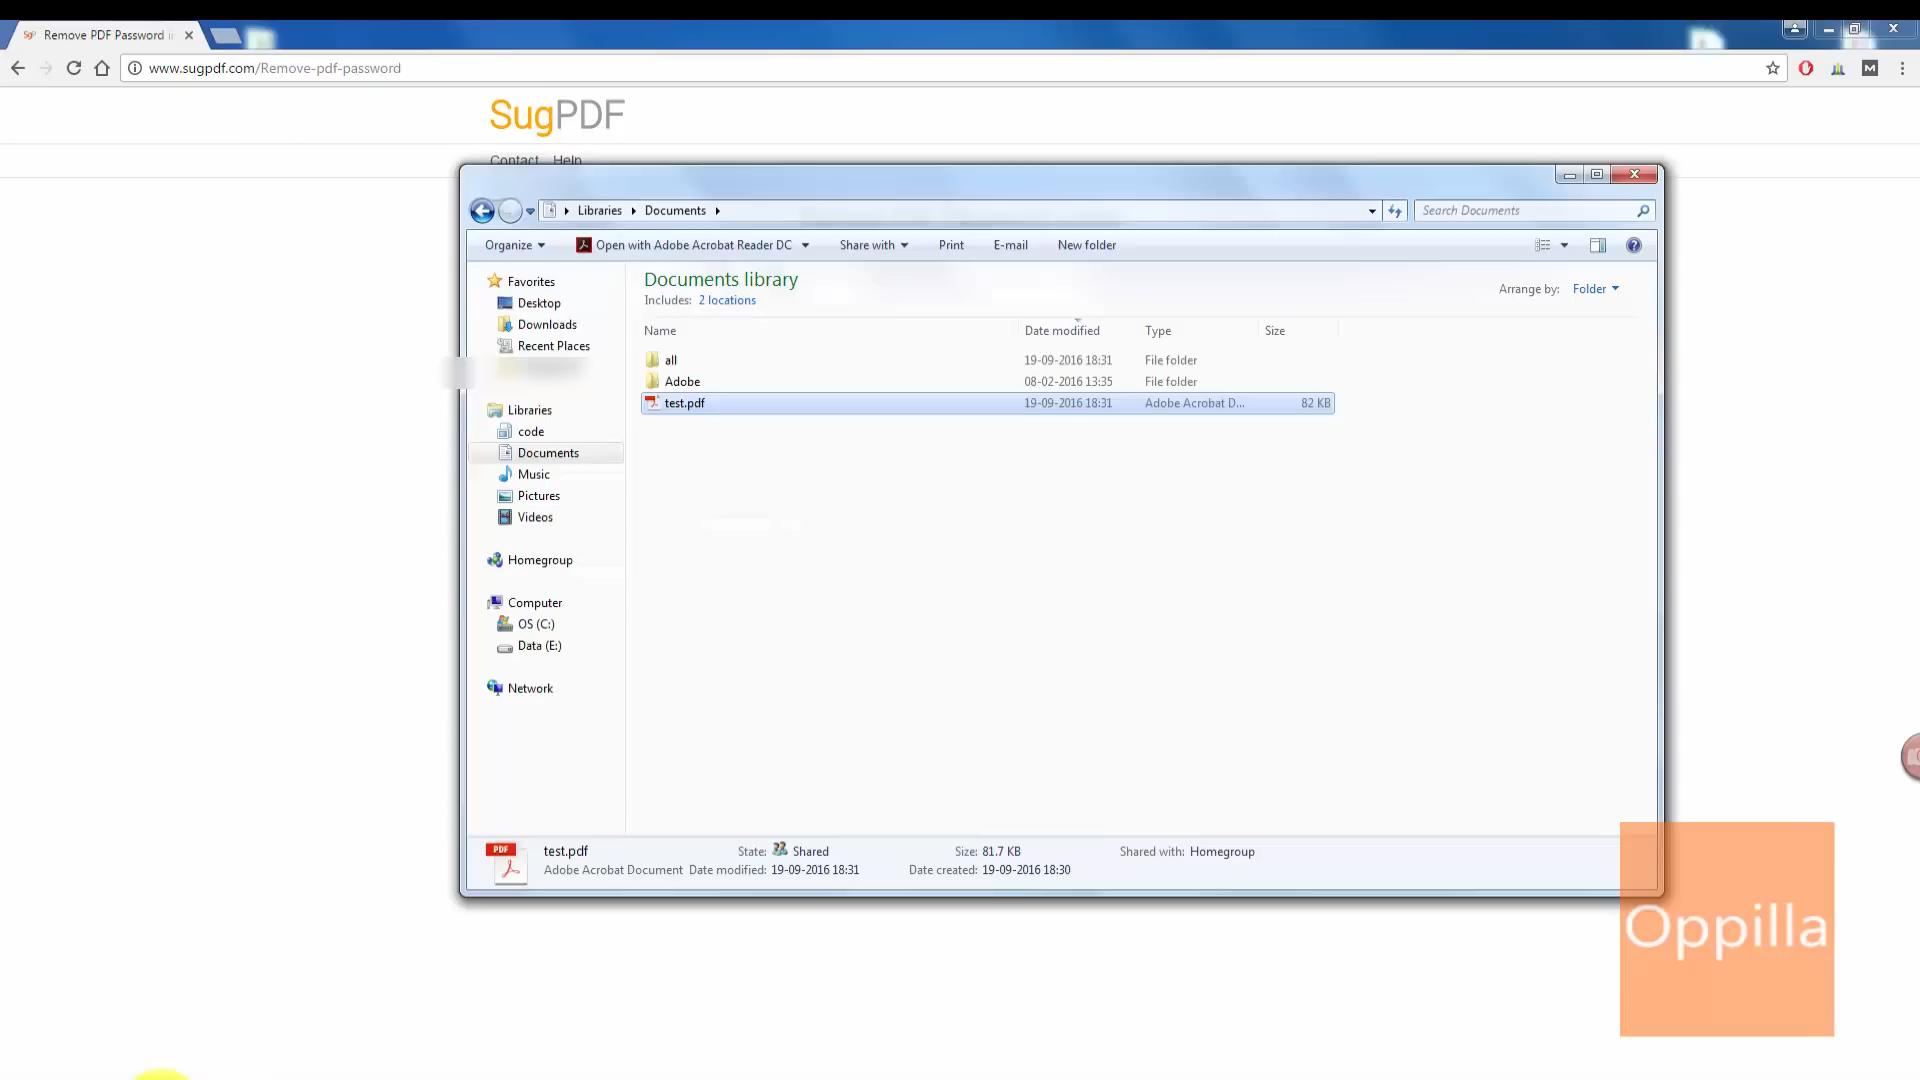 Remove PDF Password i
www.sugpdf.com/Remove-pdf-password
M
SugPDF
Contact Help
Libraries Documents
Search Documents
Organize Open with Adobe Acrobat Reader DC Share with Print E-mail New folder
Documents library
Includes: 2 locations
Arrange by: Folder
Name Date modified Type Size
all 19-09-2016 18:31 File folder
Adobe 08-02-2016 13:35 File folder
test.pdf 19-09-2016 18:31 Adobe Acrobat D... 82 KB
Favorites
Desktop
Downloads
Recent Places
Libraries
code
Documents
Music
Pictures
Videos
Homegroup
Computer
OS (C:)
Data (E:)
Network
PDF
test.pdf State: Shared Size: 81.7 KB Shared with: Homegroup
Adobe Acrobat Document Date modified: 19-09-2016 18:31 Date created: 19-09-2016 18:30
Oppilla